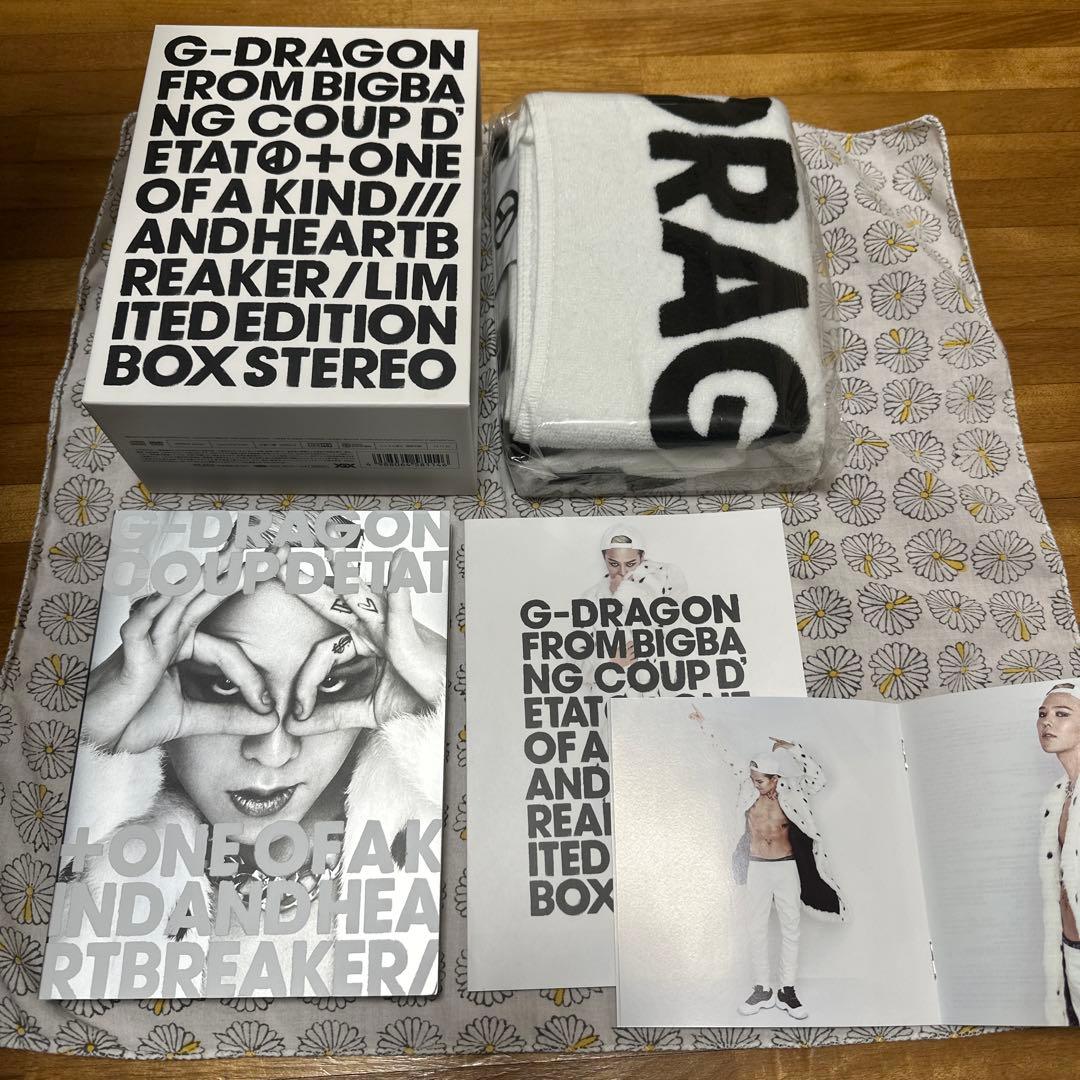 G-DRAGON
FROM BIGBA
NG COUP D'
ETAT + ONE
OF A KIND///
AND HEARTB
REAKER/LIM
ITED EDITION
BOX STEREO
DRAG
G-DRAGON
COUP D'ETAT
+ ONE OF A K
IND AND HEA
RTBREAKER/
G-DRAGON
FROM BIGBA
NG COUP D'
ETAT
OF A
AND
REA
ITED
BOX